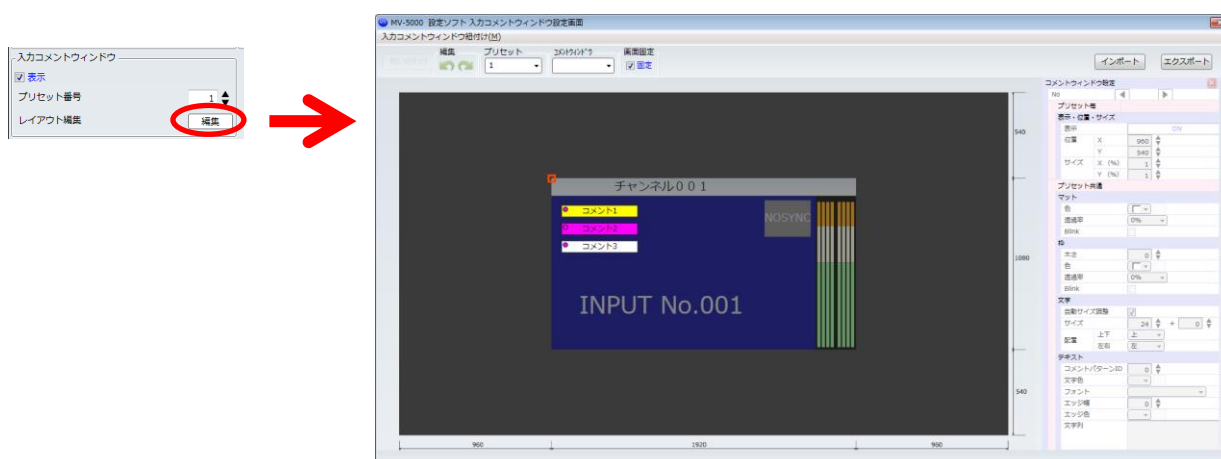 入力コメントウィンドウ
表示
プリセット番号 1
レイアウト編集 編集
MV-5000 設定ソフト 入力コメントウィンドウ設定画面
入力コメントウィンドウ紐付け(M)
編集 プリセット コメントウィンドウ 画面固定
1 固定
インポート エクスポート
540
1080
540
960 1920 960
チャンネル001
コメント1
コメント2
コメント3
NOSYNC
INPUT No.001
コメントウィンドウ設定
No
プリセット毎
表示・位置・サイズ
表示 ON
位置 X 960
Y 540
サイズ X (%) 1
Y (%) 1
プリセット共通
マット
色
透過率 0%
Blink
枠
太さ 0
色
透過率 0%
Blink
文字
自動サイズ調整
サイズ 24 + 0
配置 上下 上
左右 左
テキスト
コメントパターンID 0
文字色
フォント
エッジ幅 0
エッジ色
文字列